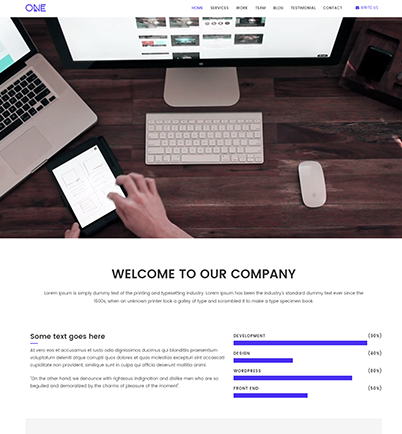 ONE
HOME SERVICES WORK TEAM BLOG TESTIMONIAL CONTACT WRITE US
WELCOME TO OUR COMPANY
Lorem Ipsum is simply dummy text of the printing and typesetting industry. Lorem Ipsum has been the industry's standard dummy text ever since the
1500s, when an unknown printer took a galley of type and scrambled it to make a type specimen book.
Some text goes here
At vero eos et accusamus et iusto odio dignissimos ducimus qui blanditiis praesentium
voluptatum deleniti atque corrupti quos dolores et quas molestias excepturi sint occaecati
cupiditate non provident, similique sunt in culpa qui officia deserunt mollitia animi.
"On the other hand, we denounce with righteous indignation and dislike men who are so
beguiled and demoralized by the charms of pleasure of the moment".
DEVELOPMENT (90%)
DESIGN (40%)
WORDPRESS (80%)
FRONT END (50%)